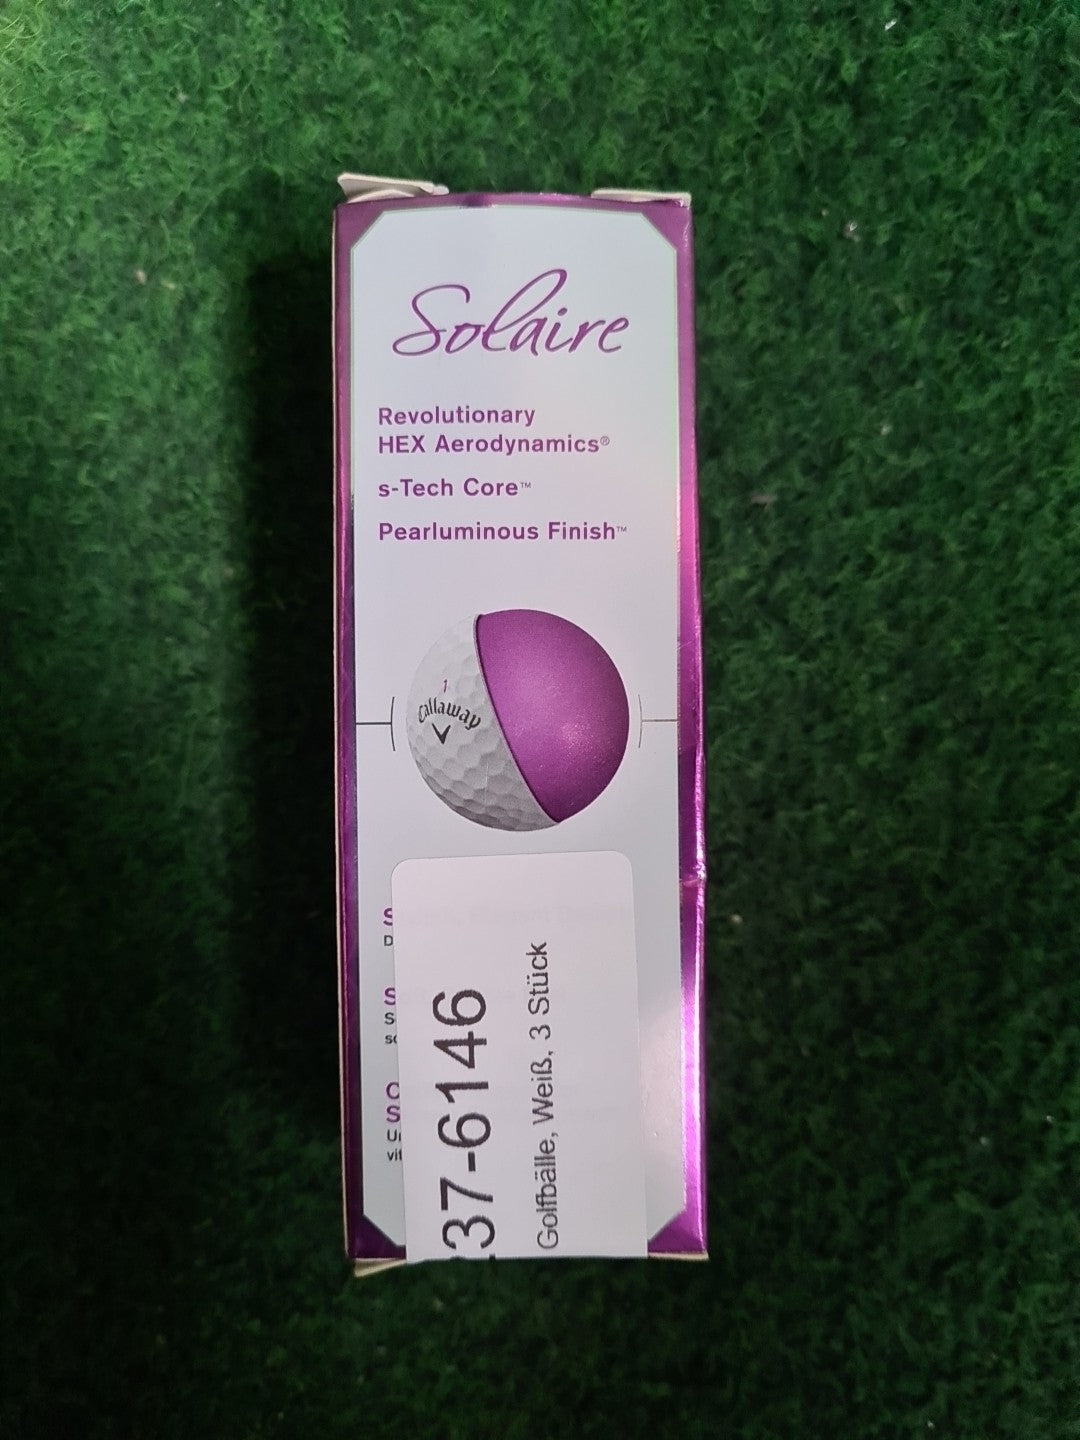 Solaire
Revolutionary
HEX Aerodynamics®
s-Tech Core™
Pearluminous Finish™
1
Callaway
37-6146
Golfbälle, Weiß, 3 Stück